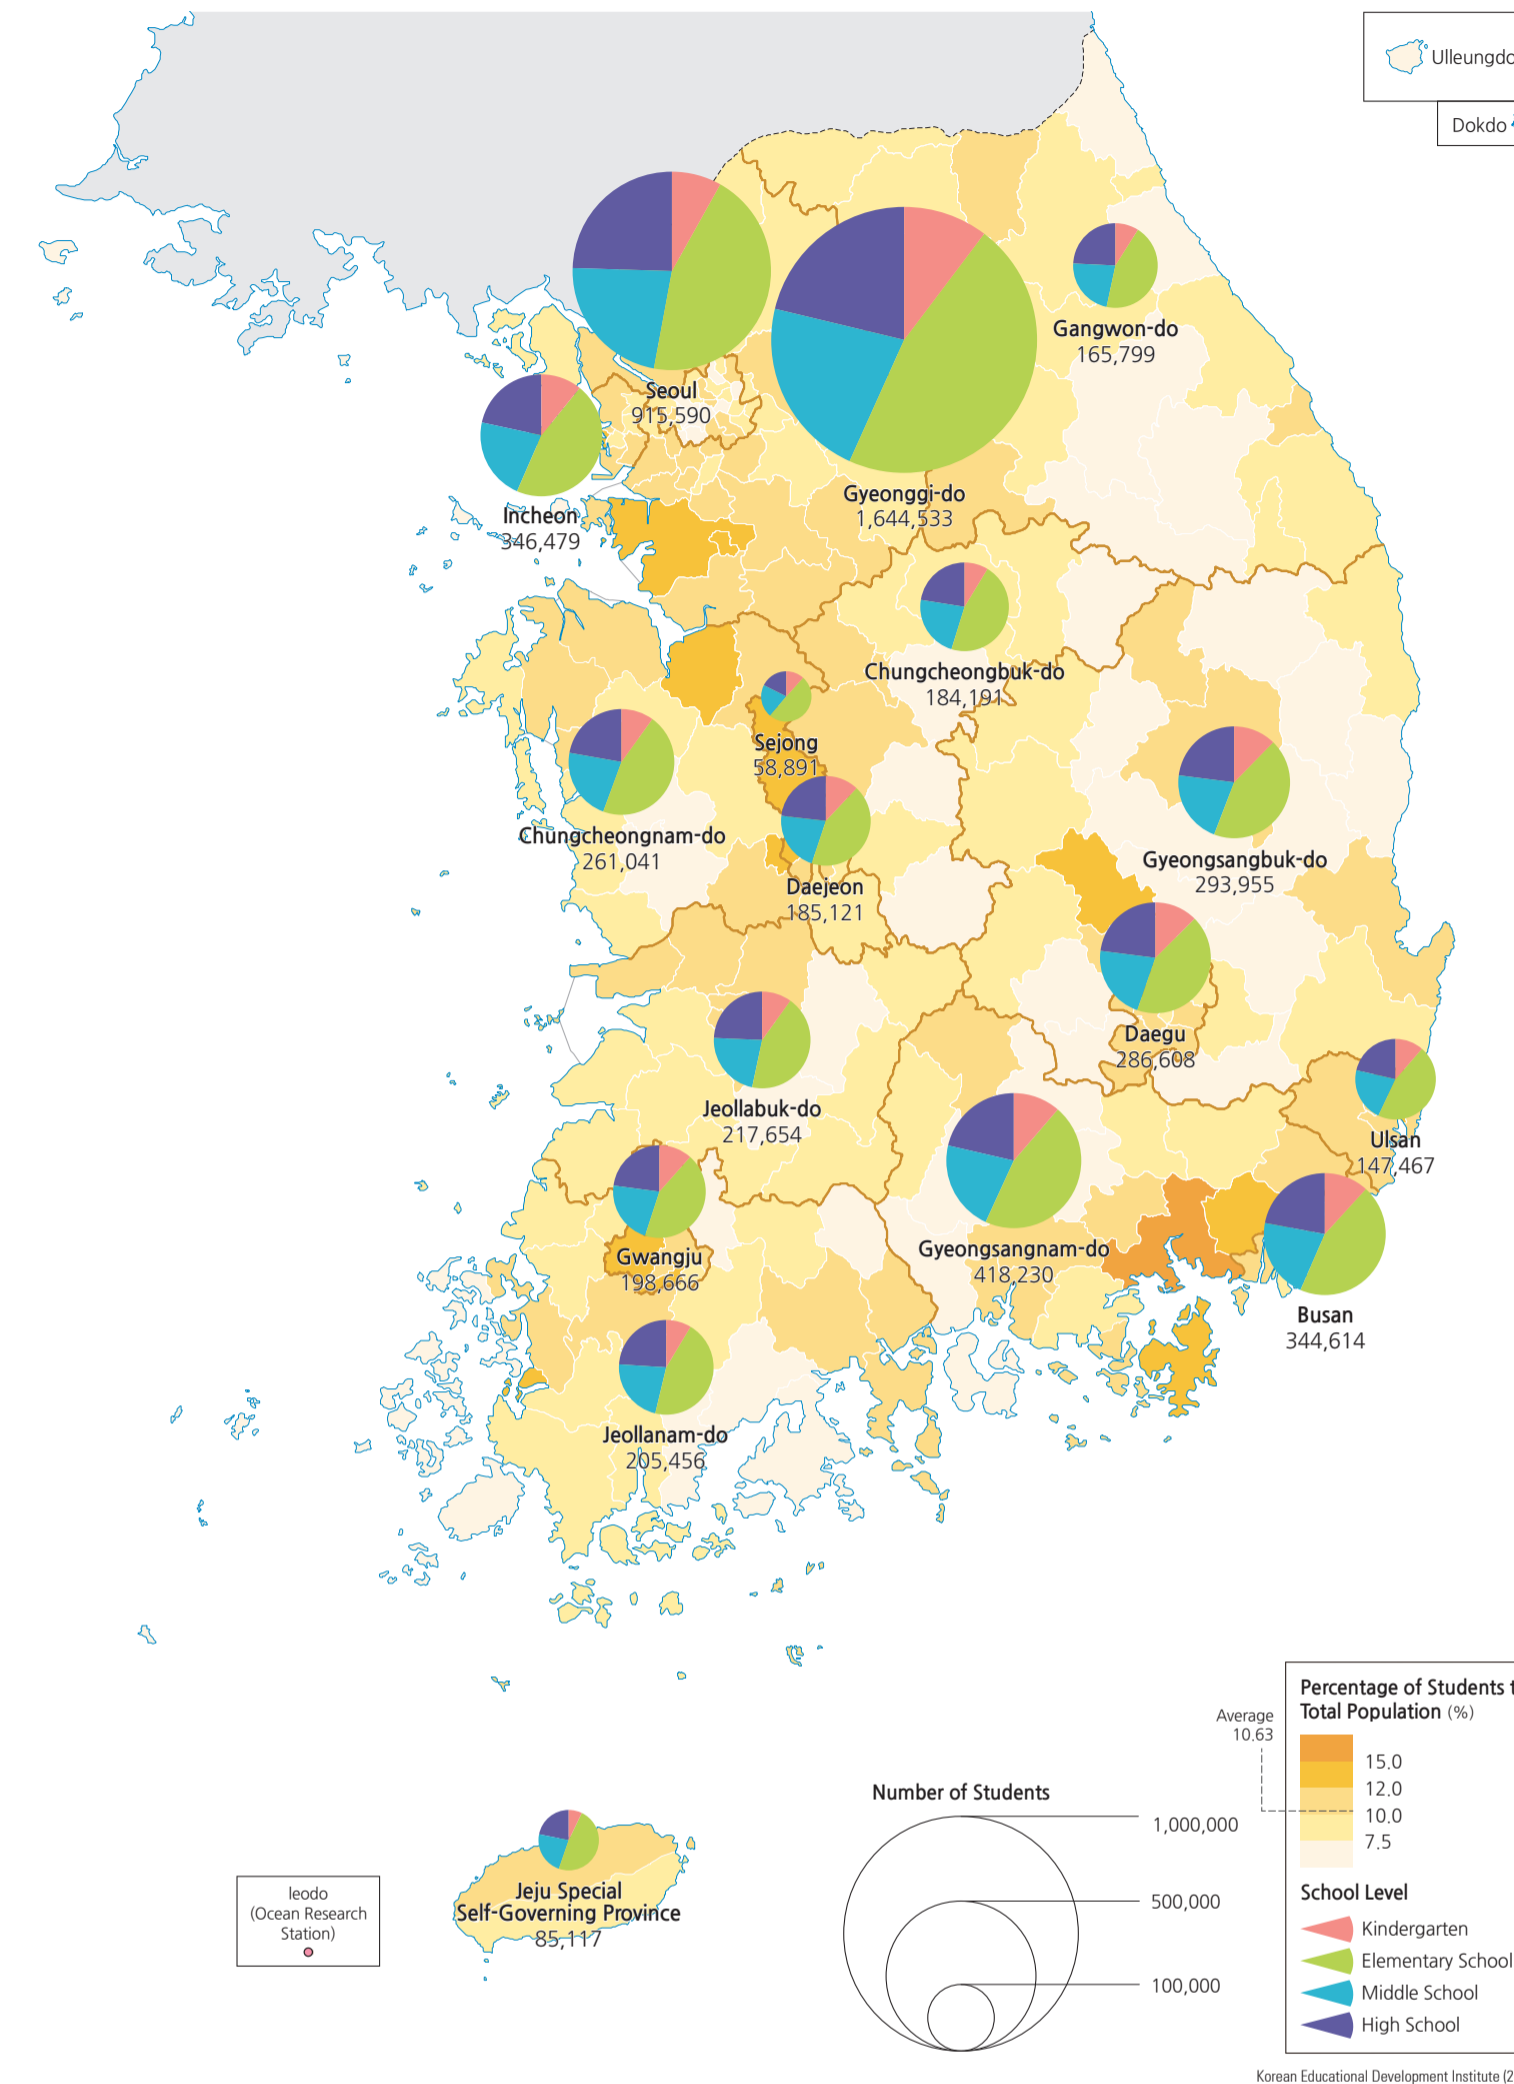 Ulleungdo
Dokdo
Gangwon-do
165,799
Seoul
915,590
Gyeonggi-do
1,644,533
Incheon
346,479
Chungcheongbuk-do
184,191
Sejong
58,891
Chungcheongnam-do
261,041
Gyeongsangbuk-do
293,955
Daejeon
185,121
Daegu
286,608
Jeollabuk-do
217,654
Ulsan
147,467
Gwangju
198,666
Gyeongsangnam-do
418,230
Busan
344,614
Jeollanam-do
205,456
Percentage of Students t
Total Population (%)
Average
10.63
15.0
12.0
10.0
7.5
Number of Students
1,000,000
500,000
100,000
School Level
Kindergarten
Elementary School
Middle School
High School
Jeju Special
Self-Governing Province
85,117
Ieodo
(Ocean Research
Station)
Korean Educational Development Institute (2